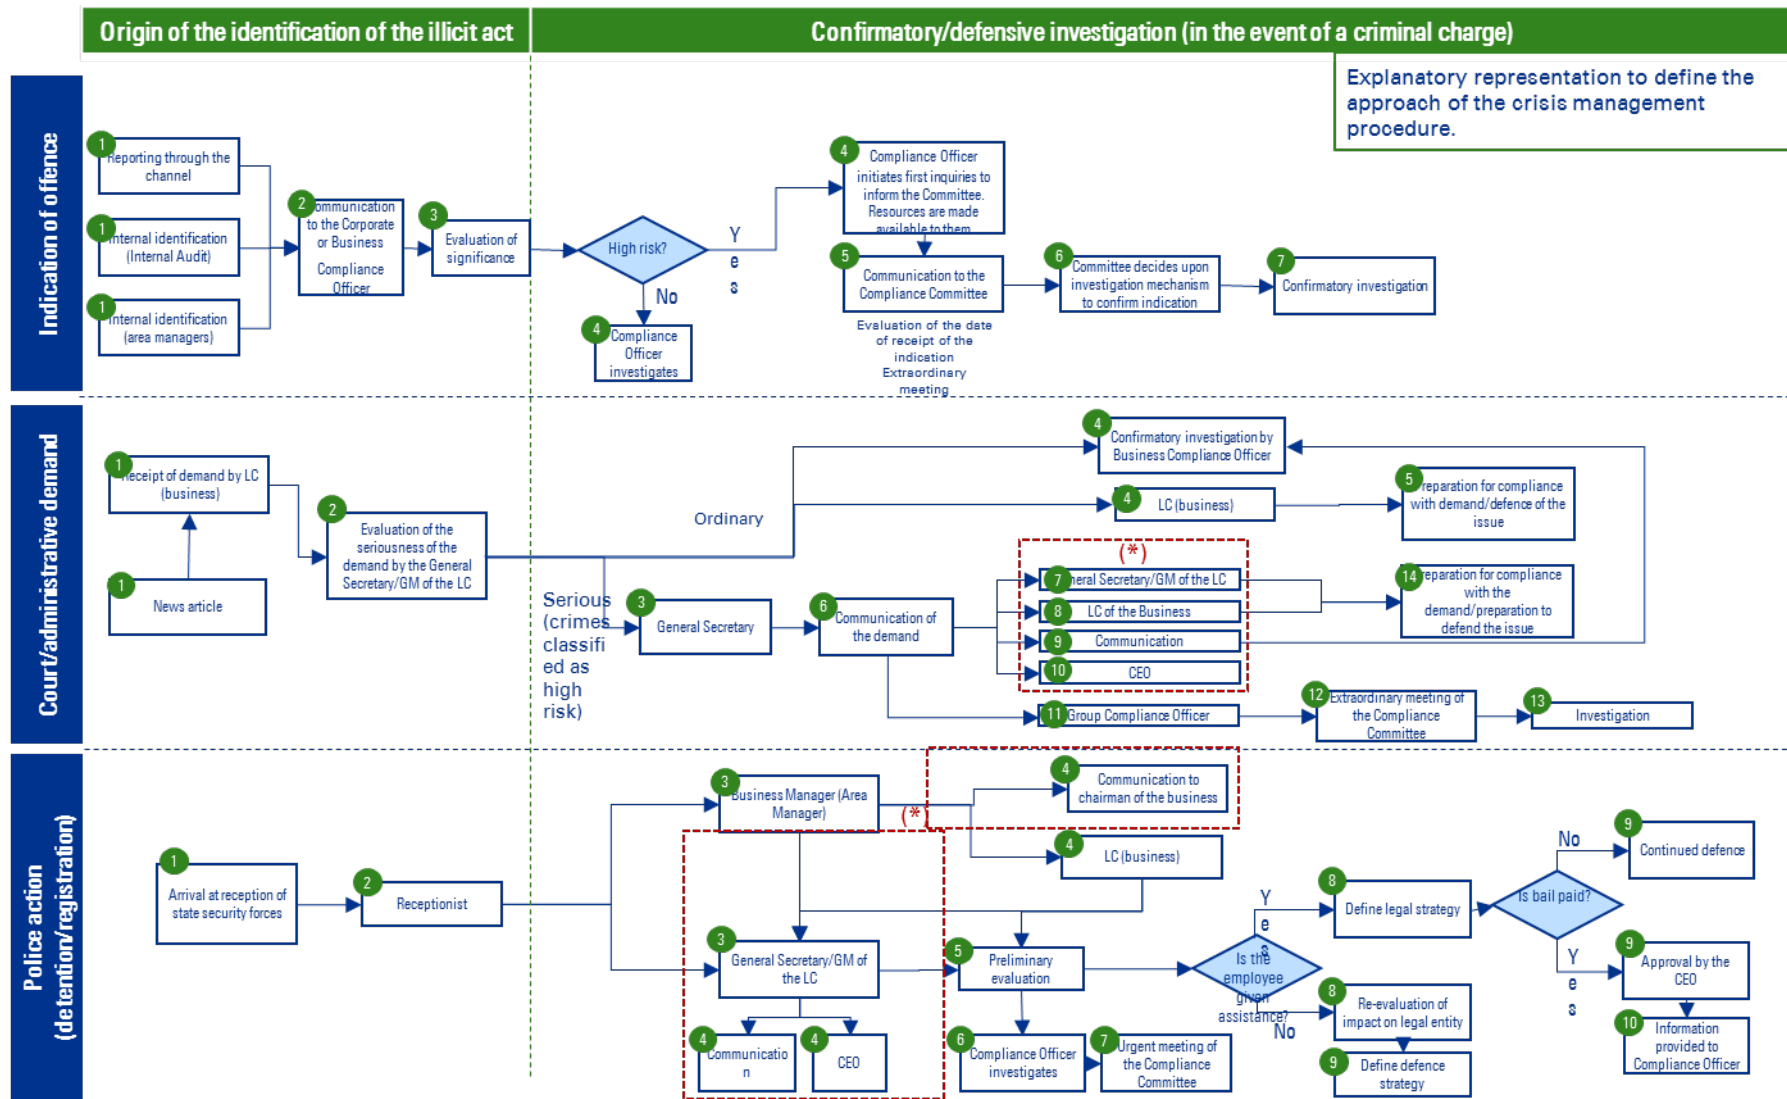 Origin of the identification of the illicit act
Confirmatory/defensive investigation (in the event of a criminal charge)
Explanatory representation to define the
approach of the crisis management
procedure.
Indication of offence
1
Reporting through the
channel
1
Internal identification
(Internal Audit)
1
Internal identification
(area managers)
2
Communication
to the Corporate
or Business
Compliance
Officer
3
Evaluation of
significance
High risk?
Yes
No
4
Compliance
Officer
investigates
4
Compliance Officer
initiates first inquiries to
inform the Committee.
Resources are made
available to them
5
Communication to the
Compliance Committee
Evaluation of the date
of receipt of the
indication
Extraordinary
meeting
6
Committee decides upon
investigation mechanism
to confirm indication
7
Confirmatory investigation
Court/administrative demand
1
Receipt of demand by LC
(business)
1
News article
2
Evaluation of the
seriousness of the
demand by the General
Secretary/GM of the LC
Ordinary
4
Confirmatory investigation by
Business Compliance Officer
4
LC (business)
5
Preparation for compliance
with demand/defence of the
issue
Serious
(crimes
classifi
ed as
high
risk)
3
General Secretary
6
Communication of
the demand
(*)
7
General Secretary/GM of the LC
8
LC of the Business
9
Communication
10
CEO
14
Preparation for compliance
with the
demand/preparation to
defend the issue
11
Group Compliance Officer
12
Extraordinary meeting of
the Compliance
Committee
13
Investigation
Police action
(detention/registration)
1
Arrival at reception of
state security forces
2
Receptionist
3
Business Manager (Area
Manager)
(*)
4
Communication to
chairman of the business
4
LC (business)
3
General Secretary/GM of
the LC
4
Communicatio
n
4
CEO
5
Preliminary
evaluation
6
Compliance Officer
investigates
7
Urgent meeting of
the Compliance
Committee
Is the
employee
given
assistance?
Yes
No
8
Define legal strategy
8
Re-evaluation of
impact on legal entity
9
Define defence
strategy
Is bail paid?
No
Yes
9
Continued defence
9
Approval by the
CEO
10
Information
provided to
Compliance Officer